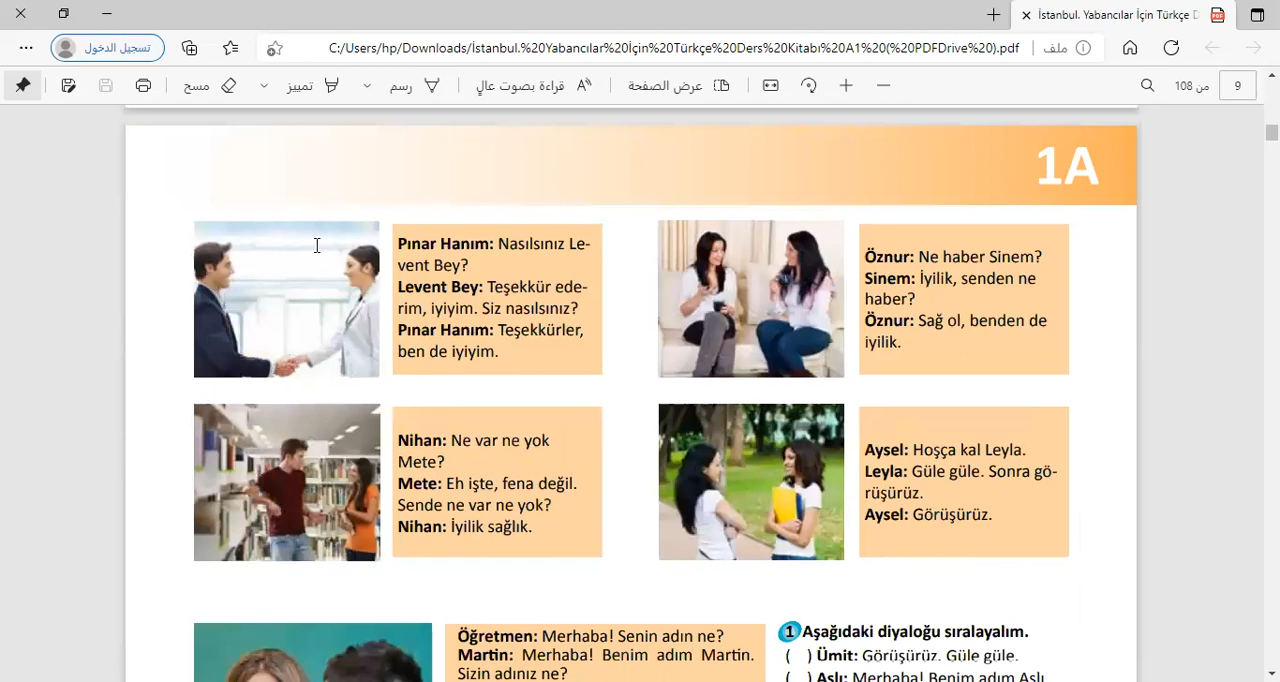 İstanbul. Yabancılar İçin Türkçe D
PDF
تسجيل الدخول
C:/Users/hp/Downloads/İstanbul.%20Yabancılar%20İçin%20Türkçe%20Ders%20Kitabı%20A1%20(%20PDFDrive%20).pdf
ملف
مسح
تمييز
رسم
قراءة بصوت عالٍ
عرض الصفحة
من 108
9
1A
Pınar Hanım: Nasılsınız Le-
vent Bey?
Levent Bey: Teşekkür ede-
rim, iyiyim. Siz nasılsınız?
Pınar Hanım: Teşekkürler,
ben de iyiyim.
Öznur: Ne haber Sinem?
Sinem: İyilik, senden ne
haber?
Öznur: Sağ ol, benden de
iyilik.
Nihan: Ne var ne yok
Mete?
Mete: Eh işte, fena değil.
Sende ne var ne yok?
Nihan: İyilik sağlık.
Aysel: Hoşça kal Leyla.
Leyla: Güle güle. Sonra gö-
rüşürüz.
Aysel: Görüşürüz.
Öğretmen: Merhaba! Senin adın ne?
Martin: Merhaba! Benim adım Martin.
Sizin adınız ne?
1 Aşağıdaki diyaloğu sıralayalım.
( ) Ümit: Görüşürüz. Güle güle.
( ) Aslı: Merhaba! Benim adım Aslı